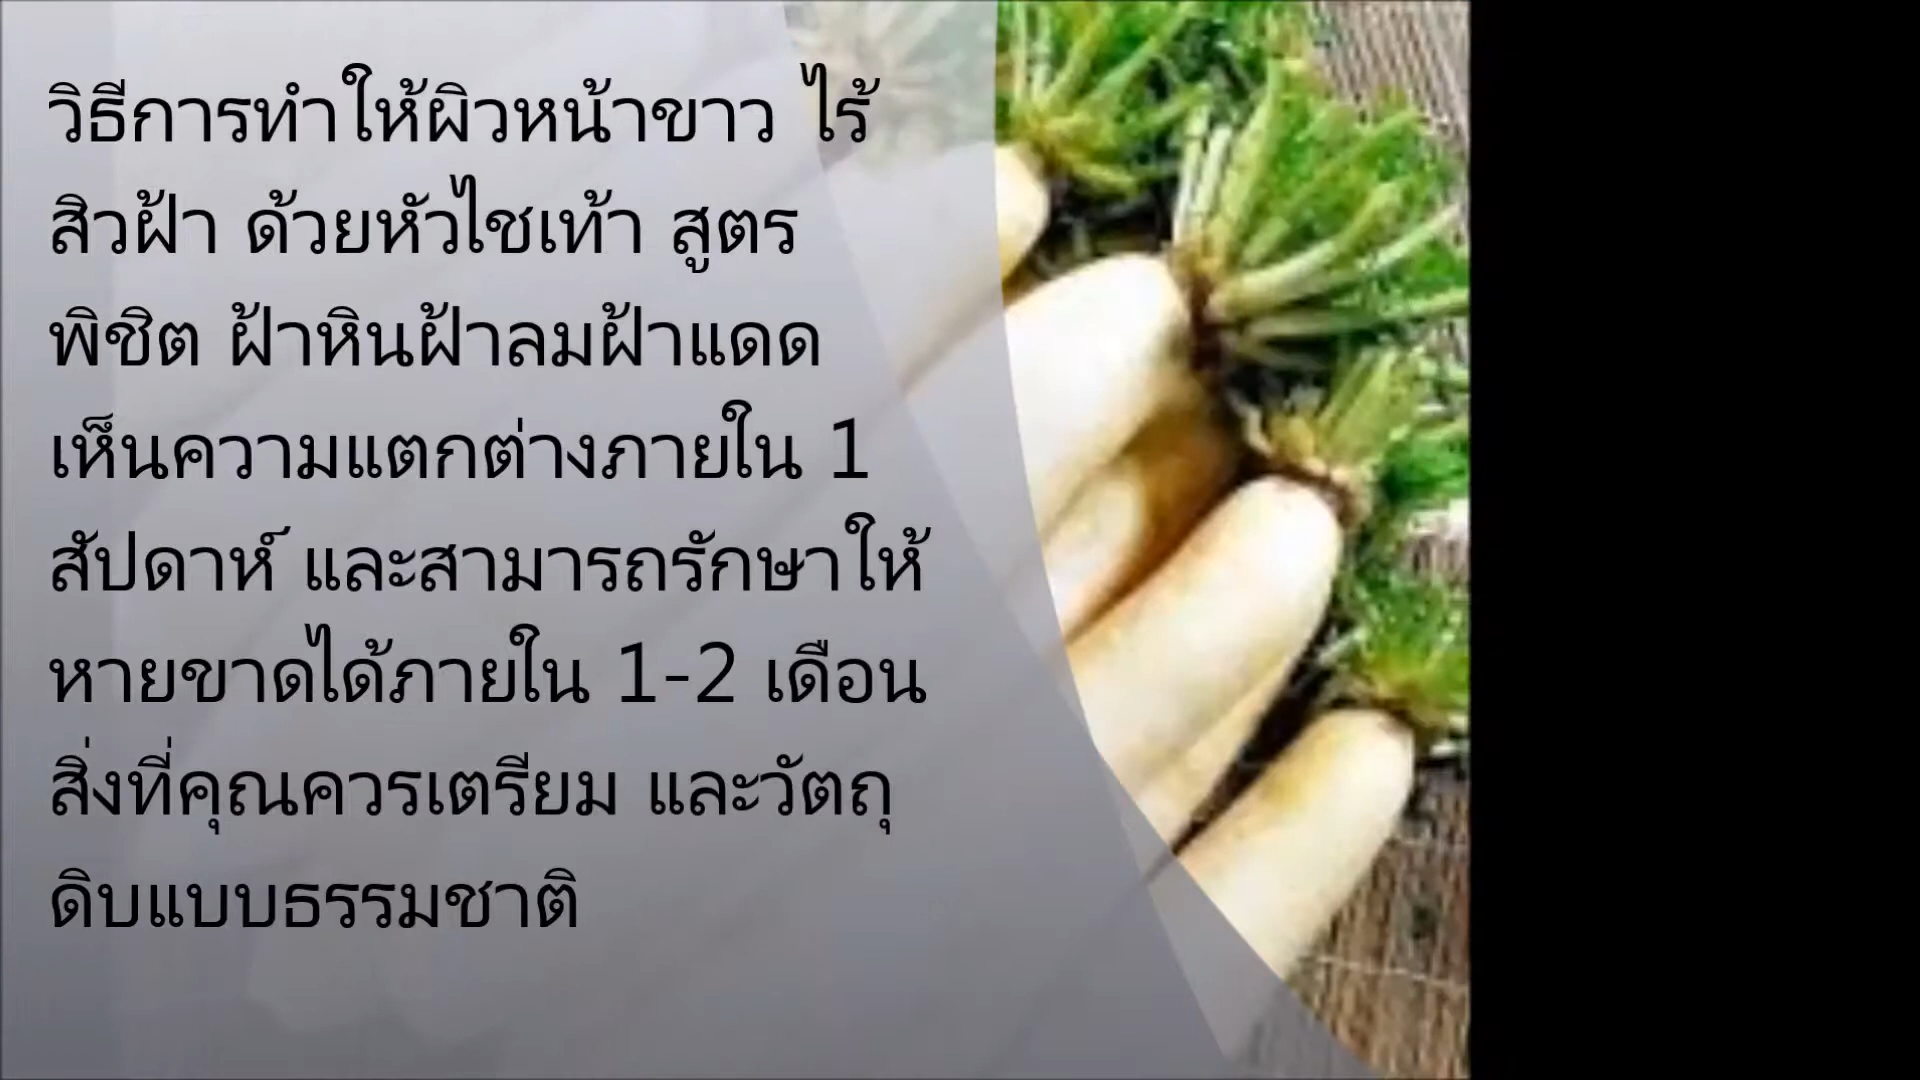 วิธีการทำให้ผิวหน้าขาว ไร้
สิวฝ้า ด้วยหัวไชเท้า สูตร
พิชิต ฝ้าหินฝ้าลมฝ้าแดด
เห็นความแตกต่างภายใน 1
สัปดาห์ และสามารถรักษาให้
หายขาดได้ภายใน 1-2 เดือน
สิ่งที่คุณควรเตรียม และวัตถุ
ดิบแบบธรรมชาติ